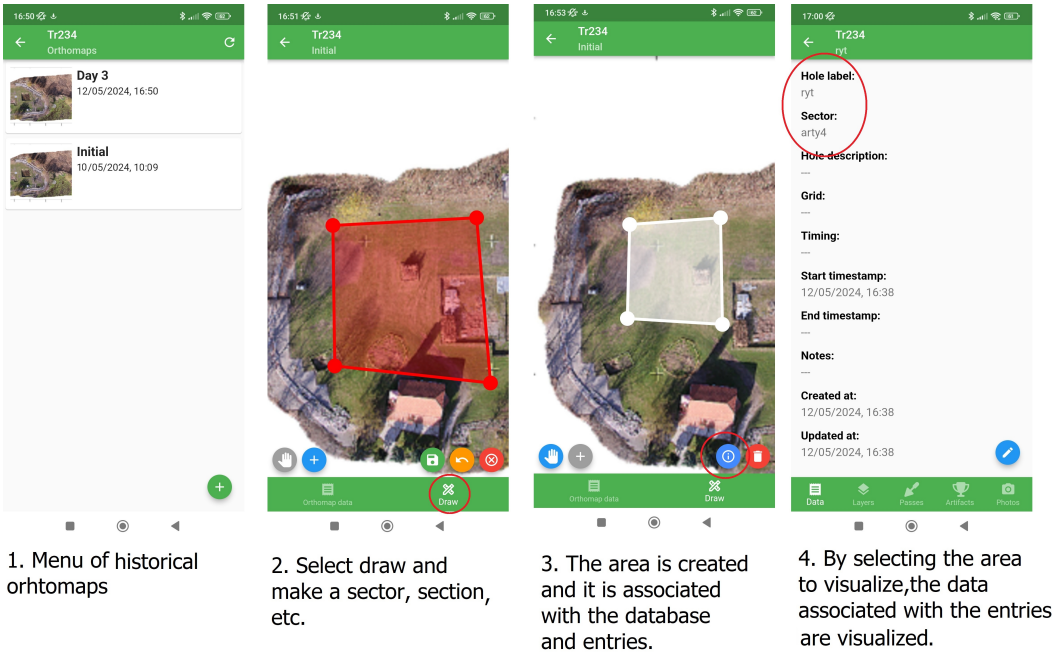 16:50
Tr234
Orthomaps
Day 3
12/05/2024, 16:50
Initial
10/05/2024, 10:09
1. Menu of historical
orhtomaps
16:51
Tr234
Initial
Orthomap data
Draw
2. Select draw and
make a sector, section,
etc.
16:53
Tr234
Initial
Orthomap data
Draw
3. The area is created
and it is associated
with the database
and entries.
17:00
Tr234
ryt
Hole label:
ryt
Sector:
arty4
Hole description:
---
Grid:
---
Timing:
---
Start timestamp:
12/05/2024, 16:38
End timestamp:
---
Notes:
---
Created at:
12/05/2024, 16:38
Updated at:
12/05/2024, 16:38
Data Layers Passes Artifacts Photos
4. By selecting the area
to visualize,the data
associated with the entries
are visualized.